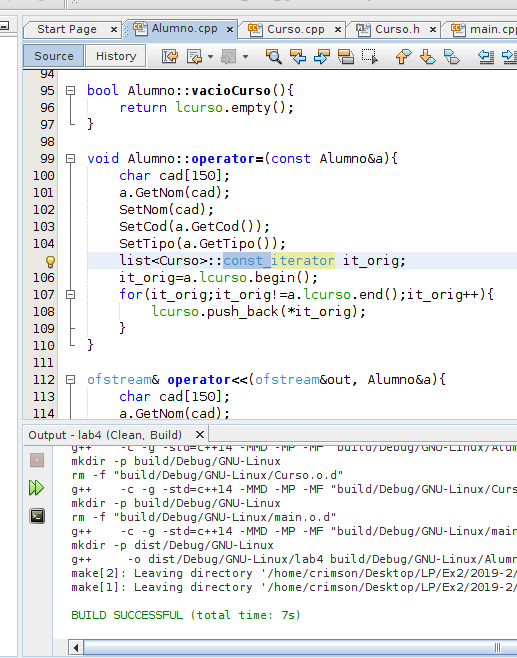 Start Page × Alumno.cpp × Curso.cpp × Curso.h × main.cpp
Source History
94
95 bool Alumno::vacioCurso(){
96 return lcurso.empty();
97 }
98
99 void Alumno::operator=(const Alumno&a){
100 char cad[150];
101 a.GetNom(cad);
102 SetNom(cad);
103 SetCod(a.GetCod());
104 SetTipo(a.GetTipo());
list<Curso>::const_iterator it_orig;
106 it_orig=a.lcurso.begin();
107 for(it_orig;it_orig!=a.lcurso.end();it_orig++){
108 lcurso.push_back(*it_orig);
109 }
110 }
111
112 ofstream& operator<<(ofstream&out, Alumno&a){
113 char cad[150];
114 a.GetNom(cad);
Output - lab4 (Clean, Build) ×
g++ -c -g -std=c++14 -MMD -MP -MF "build/Debug/GNU-Linux/Alum
mkdir -p build/Debug/GNU-Linux
rm -f "build/Debug/GNU-Linux/Curso.o.d"
g++ -c -g -std=c++14 -MMD -MP -MF "build/Debug/GNU-Linux/Curs
mkdir -p build/Debug/GNU-Linux
rm -f "build/Debug/GNU-Linux/main.o.d"
g++ -c -g -std=c++14 -MMD -MP -MF "build/Debug/GNU-Linux/main
mkdir -p dist/Debug/GNU-Linux
g++ -o dist/Debug/GNU-Linux/lab4 build/Debug/GNU-Linux/Alumn
make[2]: Leaving directory '/home/crimson/Desktop/LP/Ex2/2019-2/
make[1]: Leaving directory '/home/crimson/Desktop/LP/Ex2/2019-2/
BUILD SUCCESSFUL (total time: 7s)